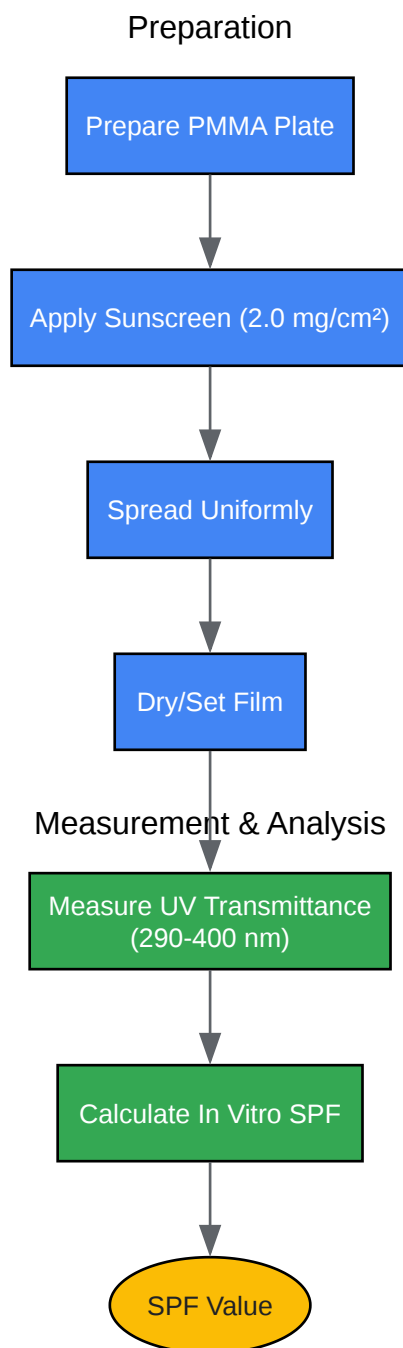 Preparation
Prepare PMMA Plate
Apply Sunscreen (2.0 mg/cm²)
Spread Uniformly
Dry/Set Film
Measurement & Analysis
Measure UV Transmittance
(290-400 nm)
Calculate In Vitro SPF
SPF Value